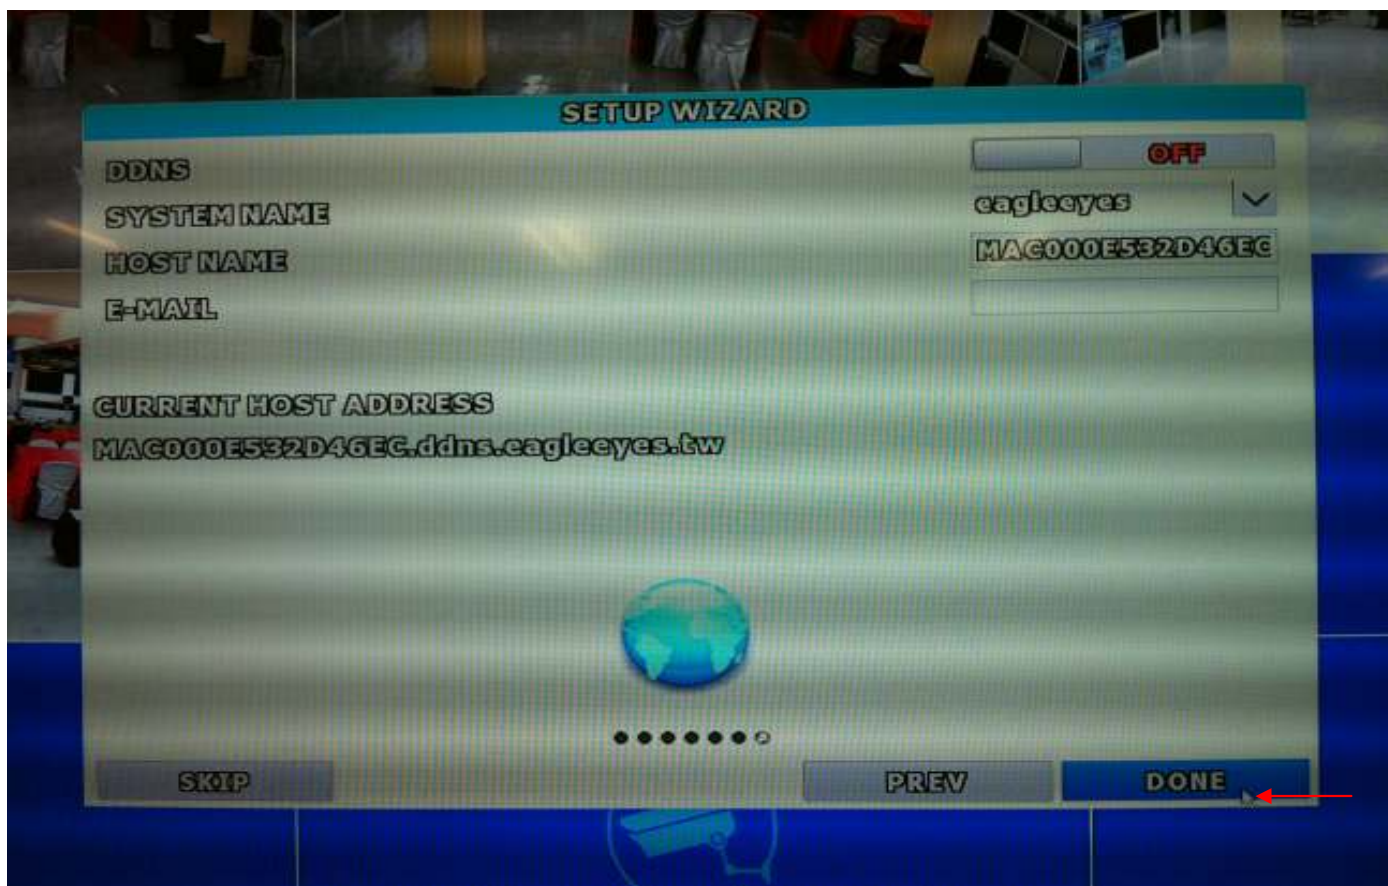 SETUP WIZARD
DDNS OFF
SYSTEM NAME eagleeyes
HOST NAME MAC000E532D46EC
E-MAIL
CURRENT HOST ADDRESS
MAC000E532D46EC.ddns.eagleeyes.tw
SKIP PREV DONE